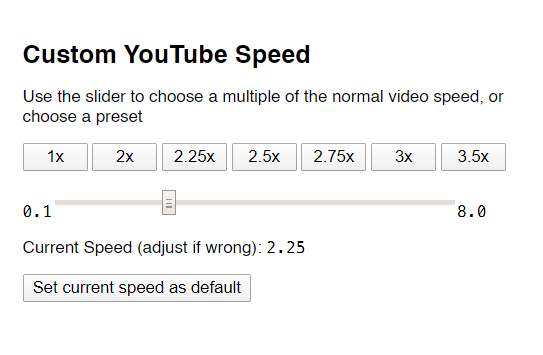 Custom YouTube Speed
Use the slider to choose a multiple of the normal video speed, or
choose a preset
1x 2x 2.25x 2.5x 2.75x 3x 3.5x
0.1 8.0
Current Speed (adjust if wrong): 2.25
Set current speed as default